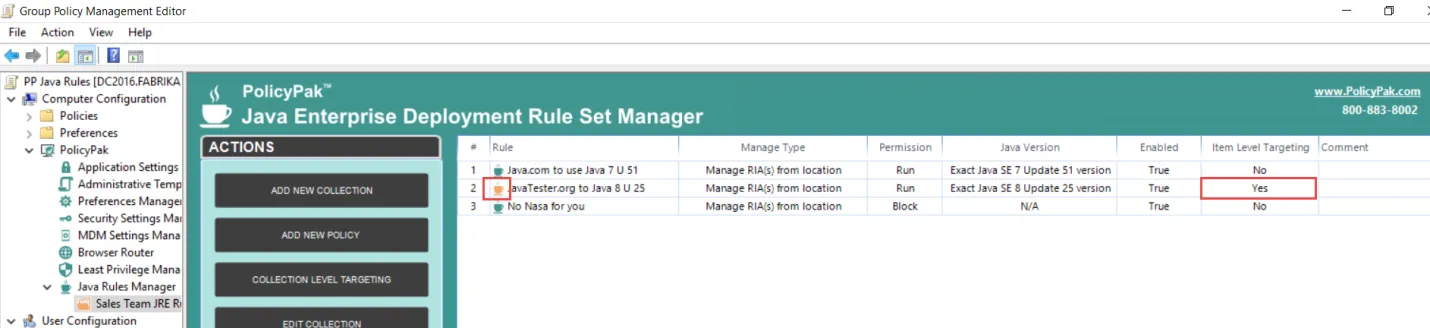 Group Policy Management Editor
File Action View Help
PP Java Rules [DC2016.FABRIKA
Computer Configuration
Policies
Preferences
PolicyPak
Application Settings
Administrative Temp
Preferences Manager
Security Settings Ma
MDM Settings Mana
Browser Router
Least Privilege Mana
Java Rules Manager
Sales Team JRE R
User Configuration
PolicyPak™
Java Enterprise Deployment Rule Set Manager
www.PolicyPak.com
800-883-8002
ACTIONS
ADD NEW COLLECTION
ADD NEW POLICY
COLLECTION LEVEL TARGETING
EDIT COLLECTION
# Rule Manage Type Permission Java Version Enabled Item Level Targeting Comment
1 Java.com to use Java 7 U 51 Manage RIA(s) from location Run Exact Java SE 7 Update 51 version True No
2 JavaTester.org to Java 8 U 25 Manage RIA(s) from location Run Exact Java SE 8 Update 25 version True Yes
3 No Nasa for you Manage RIA(s) from location Block N/A True No